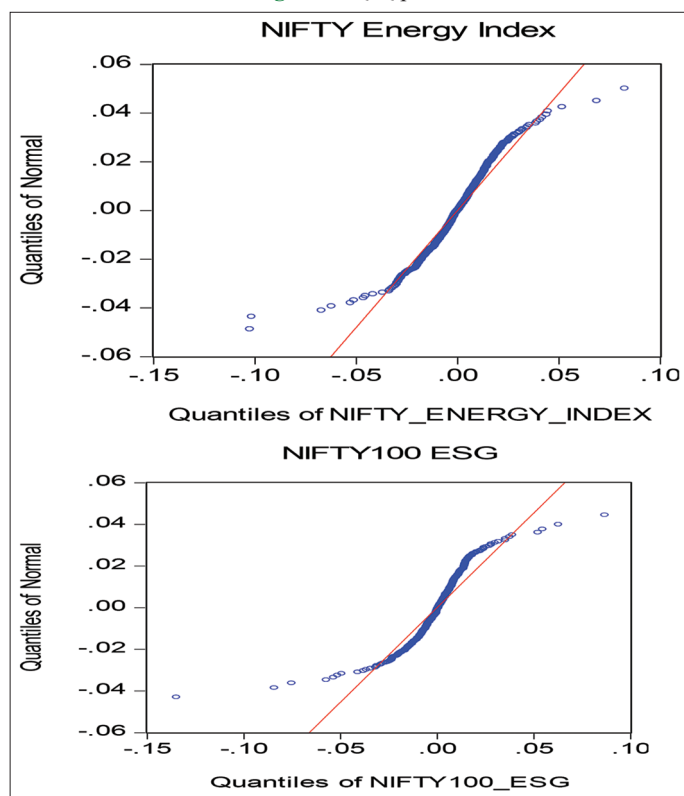 NIFTY Energy Index
.06
.04
.02
.00
-.02
-.04
-.06
Quantiles of Normal
-.15 -.10 -.05 .00 .05 .10
Quantiles of NIFTY_ENERGY_INDEX
NIFTY100 ESG
.06
.04
.02
.00
-.02
-.04
-.06
Quantiles of Normal
-.15 -.10 -.05 .00 .05 .10
Quantiles of NIFTY100_ESG